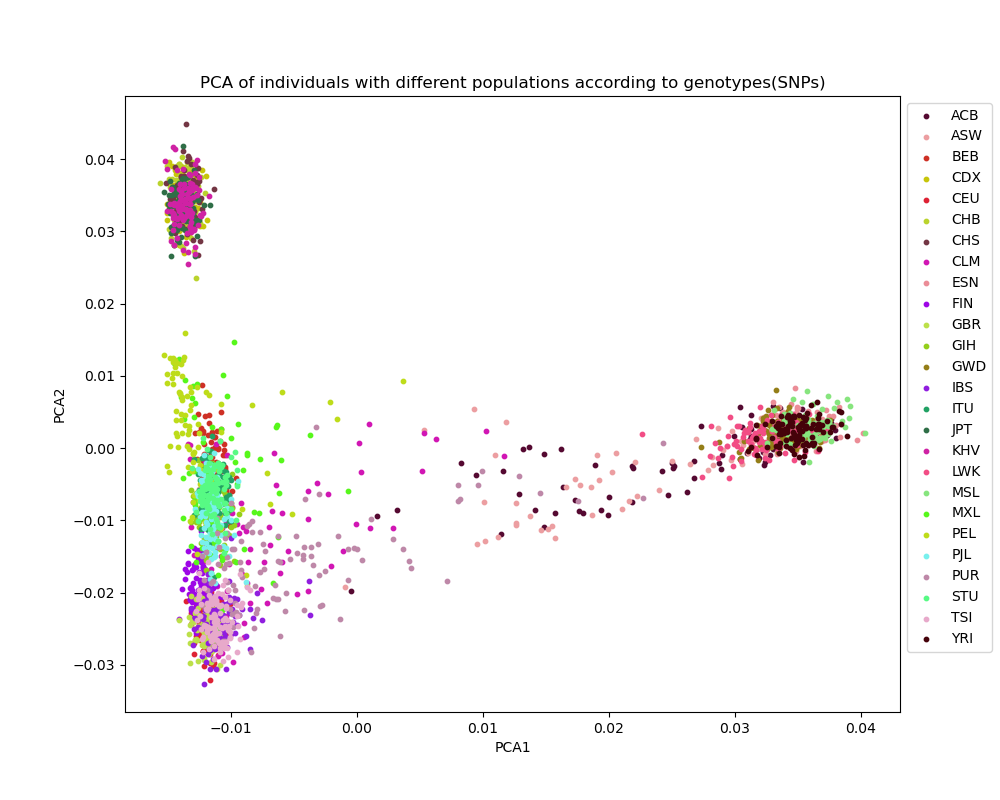 PCA of individuals with different populations according to genotypes(SNPs)
0.04
0.03
0.02
0.01
0.00
−0.01
−0.02
−0.03
PCA2
−0.01
0.00
0.01
0.02
0.03
0.04
PCA1
ACB
ASW
BEB
CDX
CEU
CHB
CHS
CLM
ESN
FIN
GBR
GIH
GWD
IBS
ITU
JPT
KHV
LWK
MSL
MXL
PEL
PJL
PUR
STU
TSI
YRI